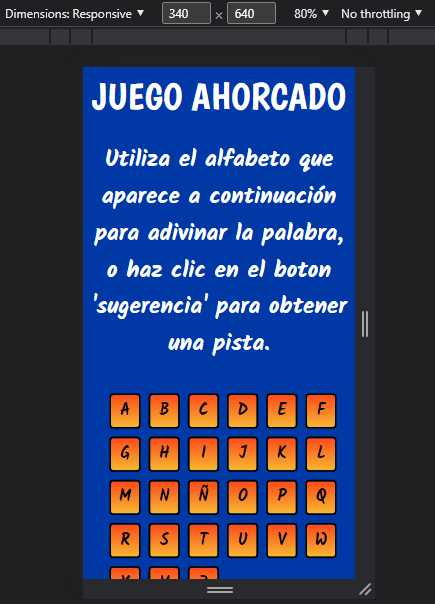 Dimensions: Responsive 340 × 640 80% No throttling
JUEGO AHORCADO
Utiliza el alfabeto que
aparece a continuación
para adivinar la palabra,
o haz clic en el boton
'sugerencia' para obtener
una pista.
A B C D E F
G H I J K L
M N Ñ O P Q
R S T U V W